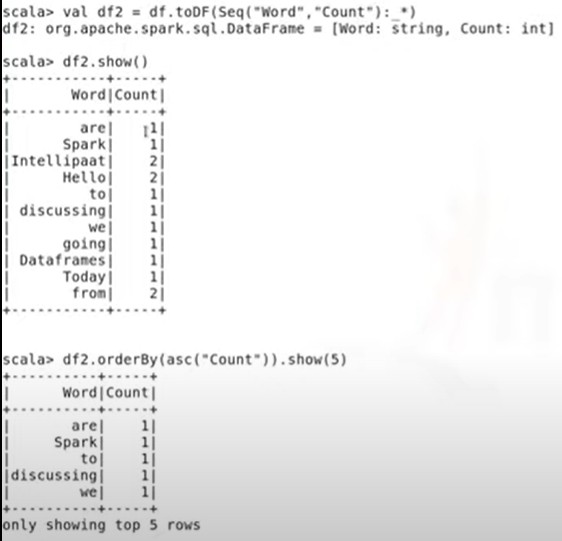 scala> val df2 = df.toDF(Seq("Word","Count"):_*)
df2: org.apache.spark.sql.DataFrame = [Word: string, Count: int]
scala> df2.show()
+-----------+-----+
|       Word|Count|
+-----------+-----+
|        are|    1|
|      Spark|    1|
|Intellipaat|    2|
|      Hello|    2|
|         to|    1|
| discussing|    1|
|         we|    1|
|      going|    1|
| Dataframes|    1|
|      Today|    1|
|       from|    2|
+-----------+-----+
scala> df2.orderBy(asc("Count")).show(5)
+----------+-----+
|      Word|Count|
+----------+-----+
|       are|    1|
|     Spark|    1|
|        to|    1|
|discussing|    1|
|        we|    1|
+----------+-----+
only showing top 5 rows